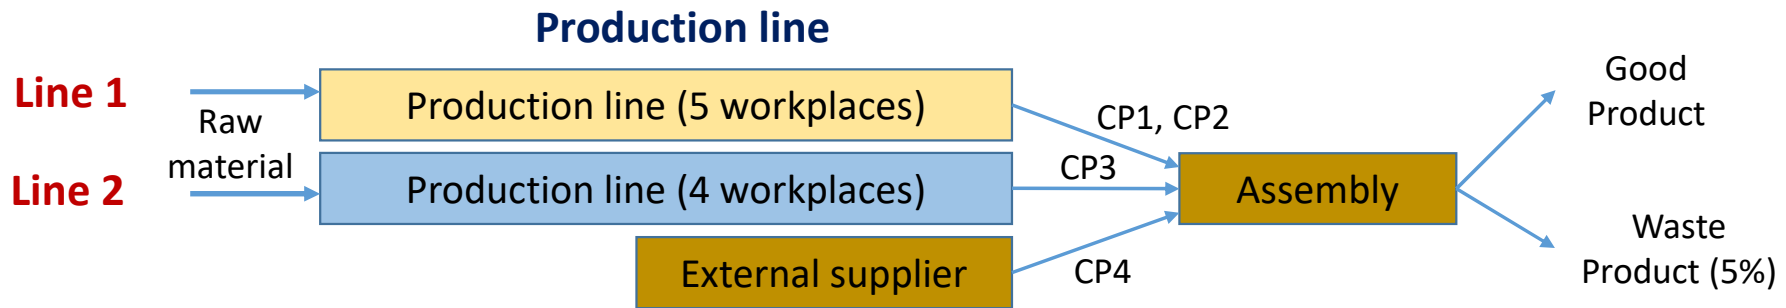 Production line
Line 1
Raw
material
Line 2
Production line (5 workplaces)
Production line (4 workplaces)
External supplier
CP1, CP2
CP3
CP4
Assembly
Good
Product
Waste
Product (5%)